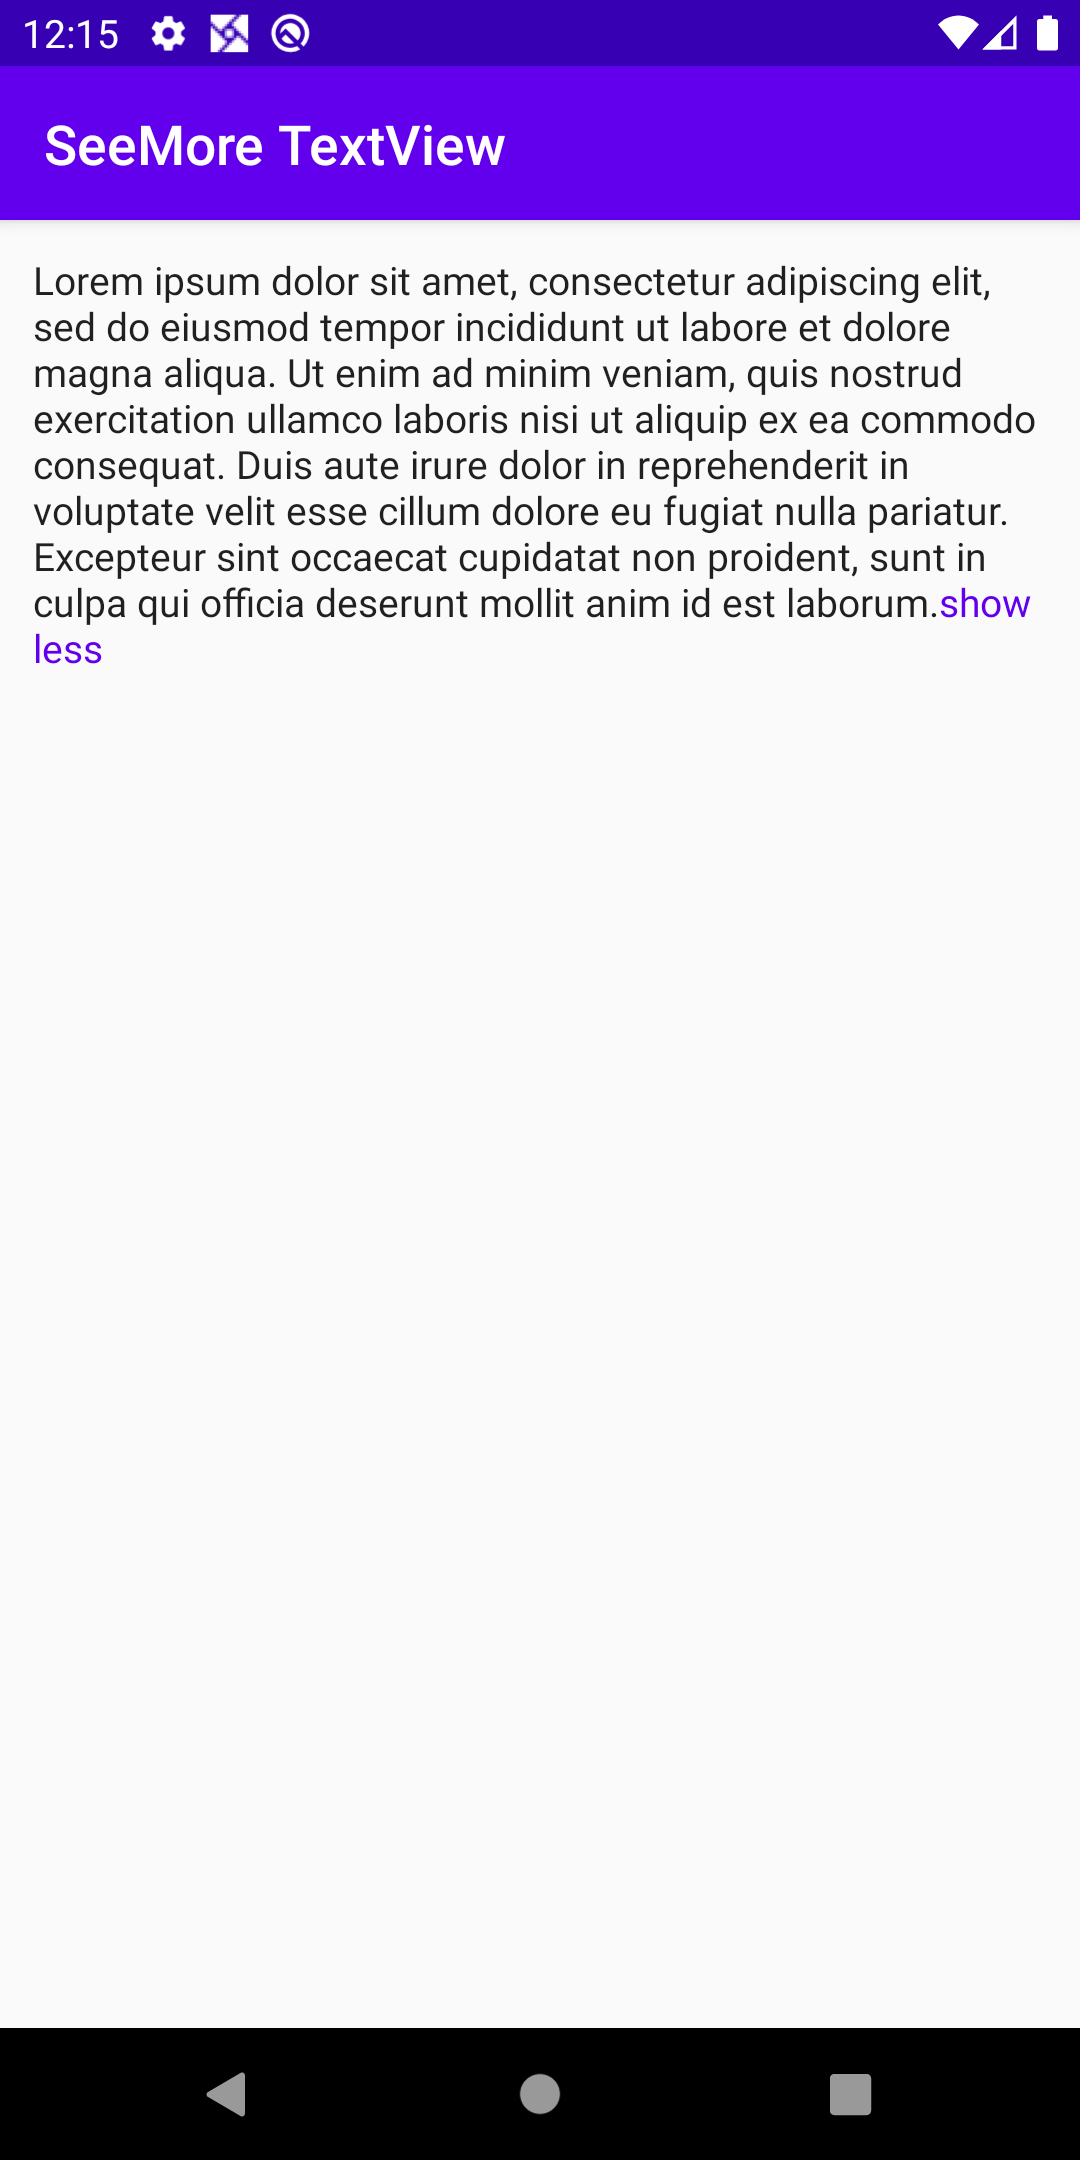 12:15
SeeMore TextView
Lorem ipsum dolor sit amet, consectetur adipiscing elit,
sed do eiusmod tempor incididunt ut labore et dolore
magna aliqua. Ut enim ad minim veniam, quis nostrud
exercitation ullamco laboris nisi ut aliquip ex ea commodo
consequat. Duis aute irure dolor in reprehenderit in
voluptate velit esse cillum dolore eu fugiat nulla pariatur.
Excepteur sint occaecat cupidatat non proident, sunt in
culpa qui officia deserunt mollit anim id est laborum.show
less